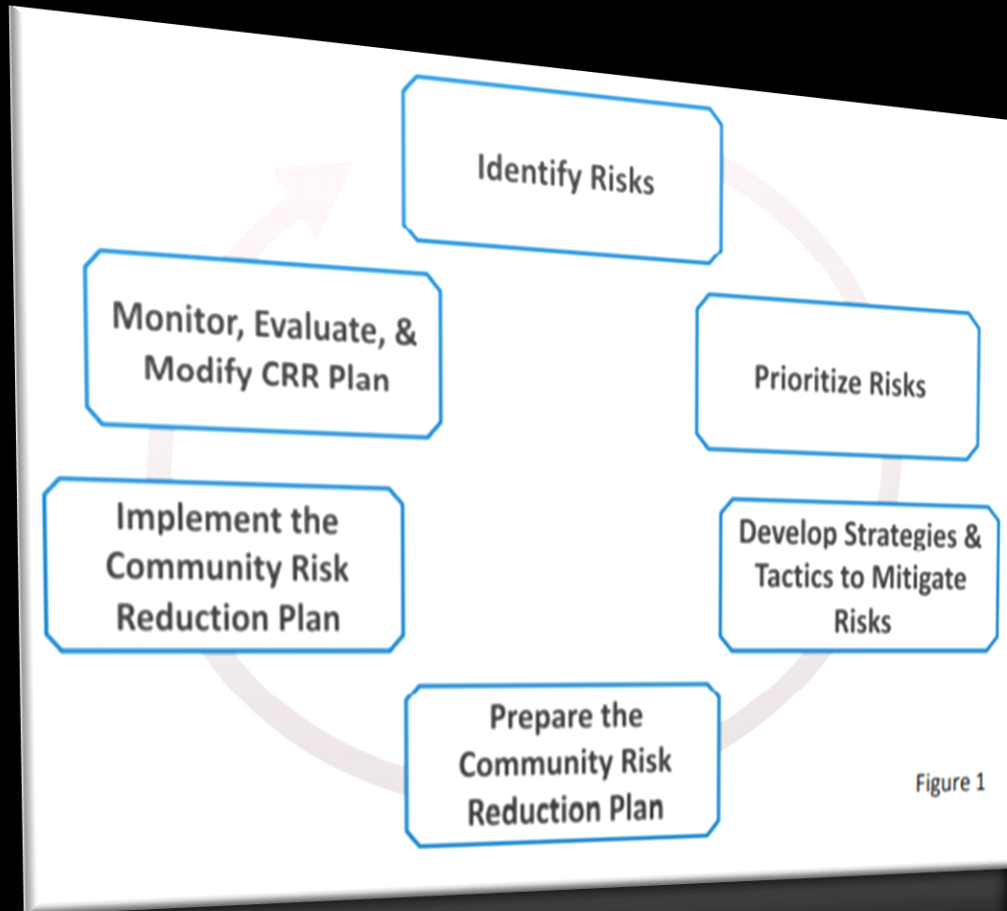 Identify Risks
Prioritize Risks
Develop Strategies &
Tactics to Mitigate
Risks
Prepare the
Community Risk
Reduction Plan
Implement the
Community Risk
Reduction Plan
Monitor, Evaluate, &
Modify CRR Plan
Figure 1